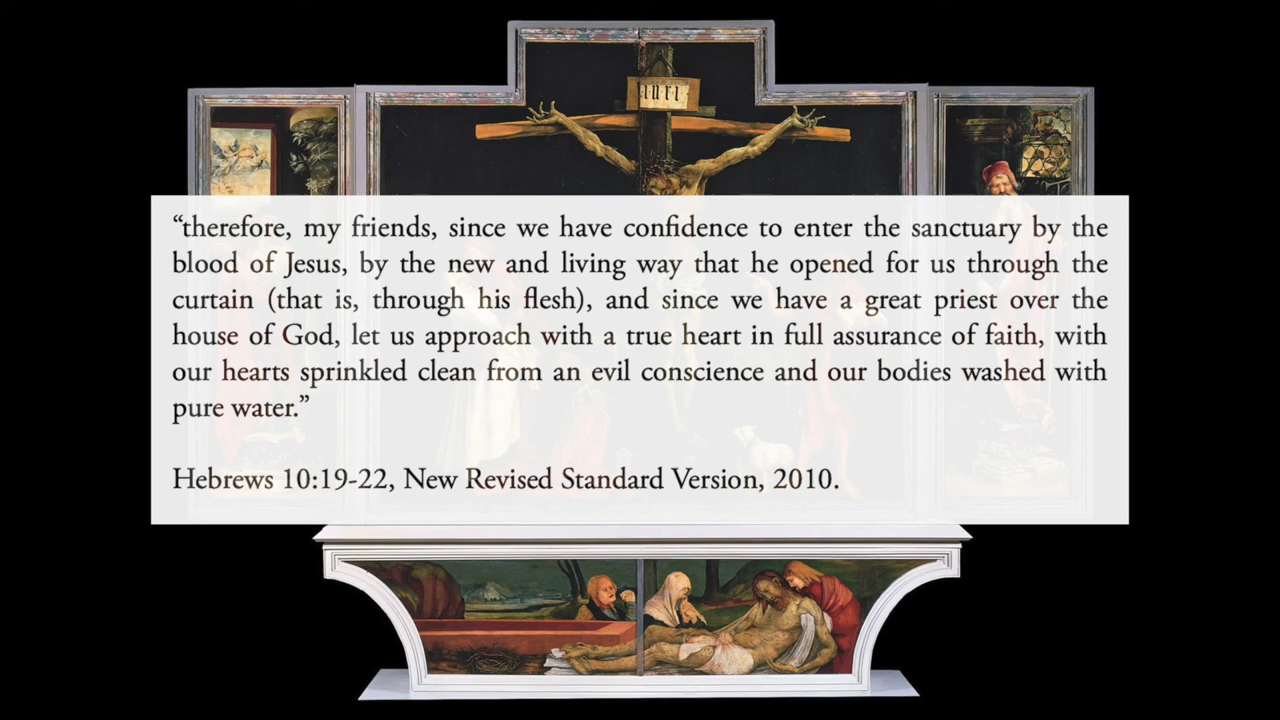 INRI
“therefore, my friends, since we have confidence to enter the sanctuary by the
blood of Jesus, by the new and living way that he opened for us through the
curtain (that is, through his flesh), and since we have a great priest over the
house of God, let us approach with a true heart in full assurance of faith, with
our hearts sprinkled clean from an evil conscience and our bodies washed with
pure water.”
Hebrews 10:19-22, New Revised Standard Version, 2010.